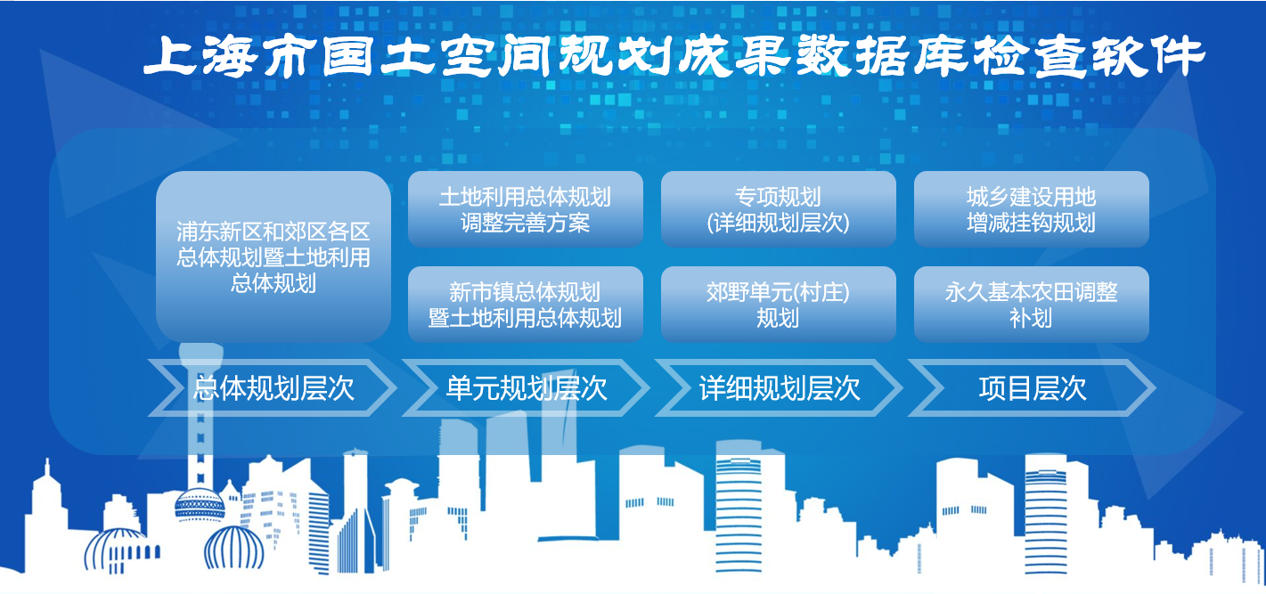 上海市国土空间规划成果数据库检查软件
浦东新区和郊区各区
总体规划暨土地利用
总体规划
土地利用总体规划
调整完善方案
专项规划
(详细规划层次)
城乡建设用地
增减挂钩规划
新市镇总体规划
暨土地利用总体规划
郊野单元(村庄)
规划
永久基本农田调整
补划
总体规划层次
单元规划层次
详细规划层次
项目层次